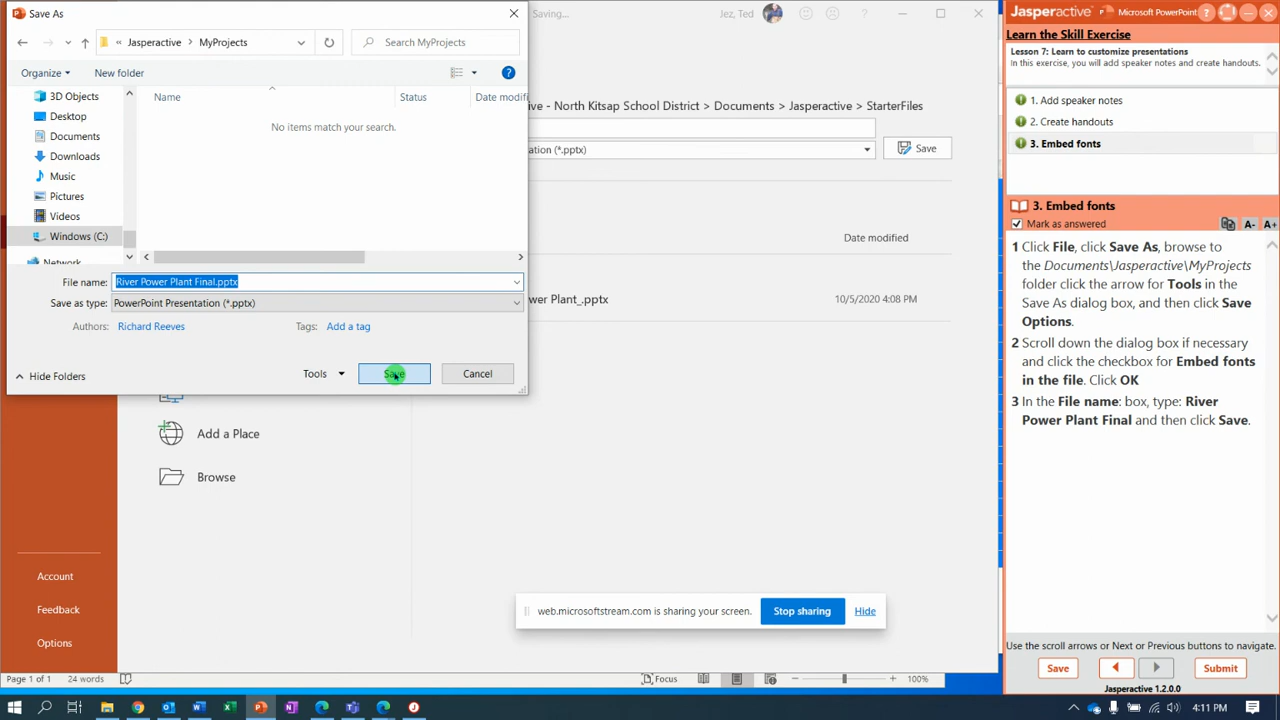 Save As
Saving...
Jez, Ted
Jasperactive
Microsoft PowerPoint
« Jasperactive > MyProjects
Search MyProjects
Learn the Skill Exercise
Organize
New folder
Lesson 7: Learn to customize presentations
In this exercise, you will add speaker notes and create handouts.
3D Objects
Desktop
Documents
Downloads
Music
Pictures
Videos
Windows (C:)
Network
Name
Status
Date modifi
No items match your search.
ive - North Kitsap School District > Documents > Jasperactive > StarterFiles
ntation (*.pptx)
Save
Date modified
wer Plant_.pptx
10/5/2020 4:08 PM
File name:
River Power Plant Final.pptx
Save as type:
PowerPoint Presentation (*.pptx)
Authors:
Richard Reeves
Tags:
Add a tag
Hide Folders
Tools
Save
Cancel
Add a Place
Browse
Account
Feedback
Options
web.microsoftstream.com is sharing your screen.
Stop sharing
Hide
1. Add speaker notes
2. Create handouts
3. Embed fonts
3. Embed fonts
Mark as answered
A-
A+
1 Click File, click Save As, browse to
the Documents\Jasperactive\MyProjects
folder click the arrow for Tools in the
Save As dialog box, and then click Save
Options.
2 Scroll down the dialog box if necessary
and click the checkbox for Embed fonts
in the file. Click OK
3 In the File name: box, type: River
Power Plant Final and then click Save.
Use the scroll arrows or Next or Previous buttons to navigate.
Save
Submit
Jasperactive 1.2.0.0
Page 1 of 1
24 words
Focus
100%
4:11 PM